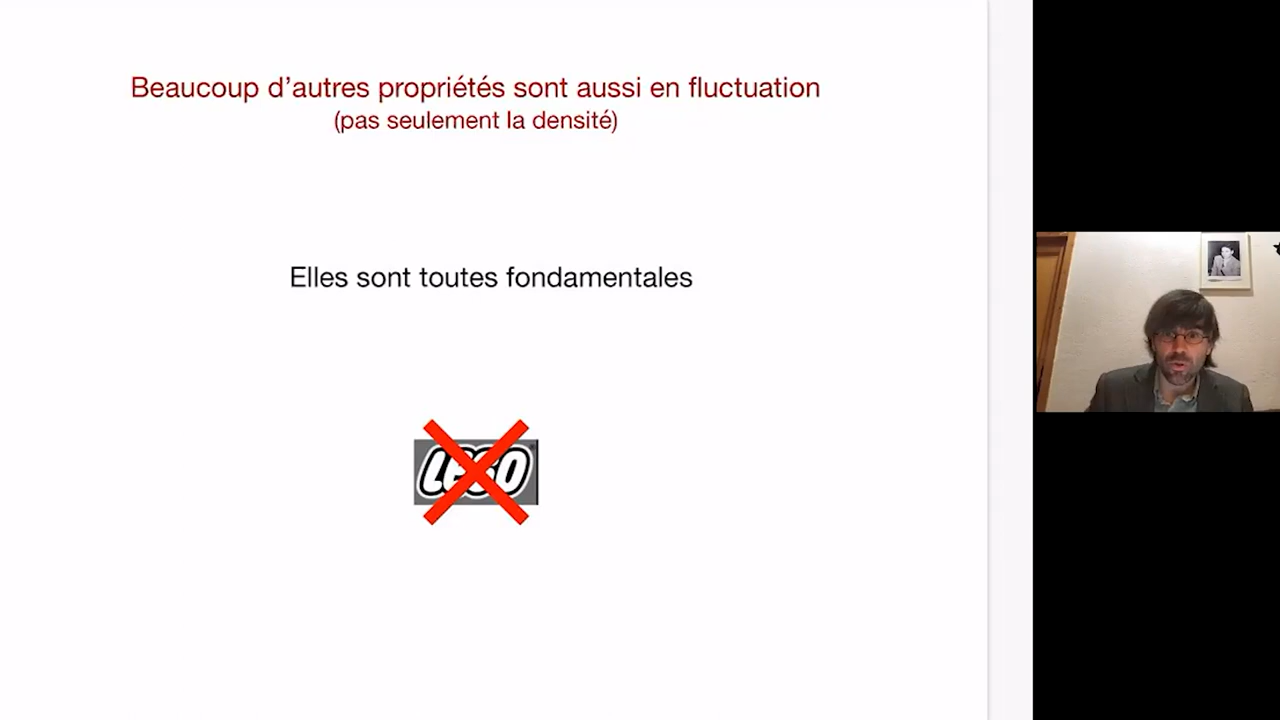 Beaucoup d’autres propriétés sont aussi en fluctuation
(pas seulement la densité)
Elles sont toutes fondamentales
LEGO